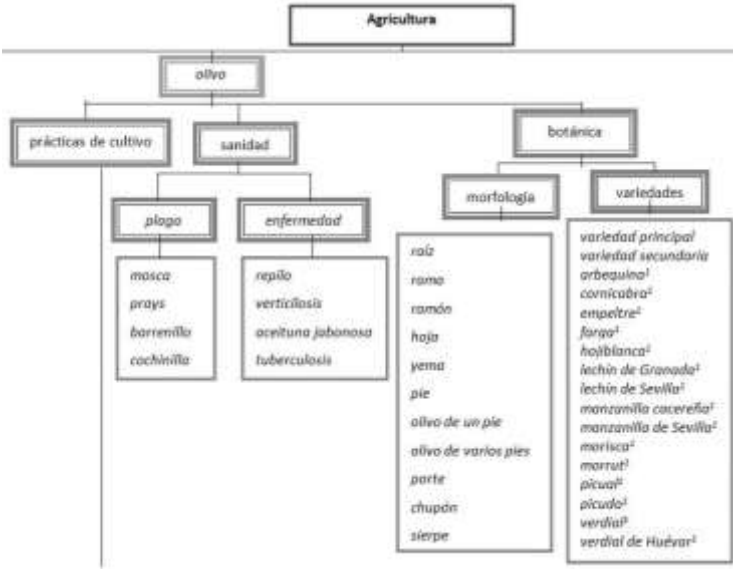 Agricultura
olivo
prácticas de cultivo
sanidad
botánica
plaga
enfermedad
morfología
variedades
mosca
prays
barrenillo
cochinilla
repilo
verticilosis
aceituna jabonosa
tuberculosis
raíz
rama
ramón
hoja
yema
pie
olivo de un pie
olivo de varios pies
porte
chupón
sierpe
variedad principal
variedad secundaria
arbequina
cornicabra
empeltre
farga
hojiblanca
lechín de Granada
lechín de Sevilla
manzanilla cacereña
manzanilla de Sevilla
morisca
morrut
picual
picudo
verdial
verdial de Huévar